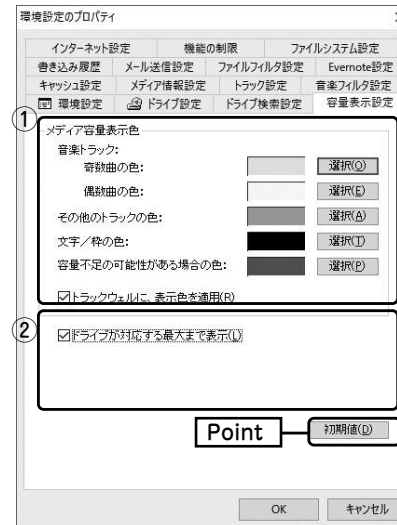 環境設定のプロパティ
インターネット設定 機能の制限 ファイルシステム設定
書き込み履歴 メール送信設定 ファイルフィルタ設定 Evernote設定
キャッシュ設定 メディア情報設定 トラック設定 音楽フィルタ設定
環境設定 ドライブ設定 ドライブ検索設定 容量表示設定
①
メディア容量表示色
音楽トラック:
奇数曲の色: 選択(O)
偶数曲の色: 選択(E)
その他のトラックの色: 選択(A)
文字/枠の色: 選択(T)
容量不足の可能性がある場合の色: 選択(P)
トラックウェルに、表示色を適用(R)
②
ドライブが対応する最大まで表示(L)
Point 初期値(D)
OK キャンセル